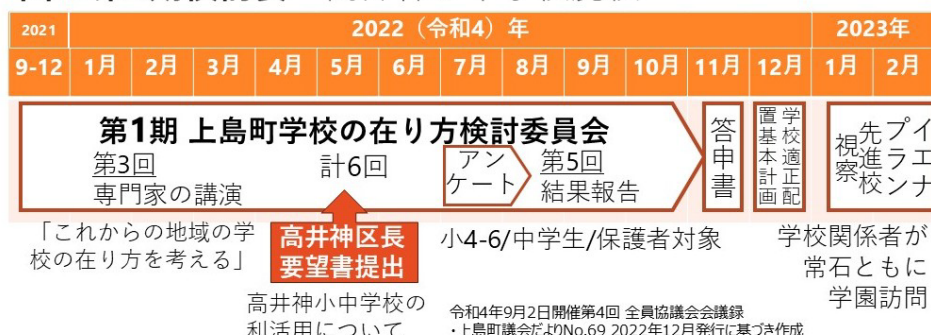 2021
2022（令和4）年
2023年
9-12 1月 2月 3月 4月 5月 6月 7月 8月 9月 10月 11月 12月 1月 2月
第1期 上島町学校の在り方検討委員会
第3回
専門家の講演
計6回
アン
ケート
第5回
結果報告
答申書
学校適正配
置基本計画
先進校
視察
「これからの地域の学
校の在り方を考える」
高井神区長
要望書提出
小4-6/中学生/保護者対象
学校関係者が
常石ともに
学園訪問
高井神小中学校の
利活用について
令和4年9月2日開催第4回 全員協議会会議録
・上島町議会だよりNo.69 2022年12月発行に基づき作成